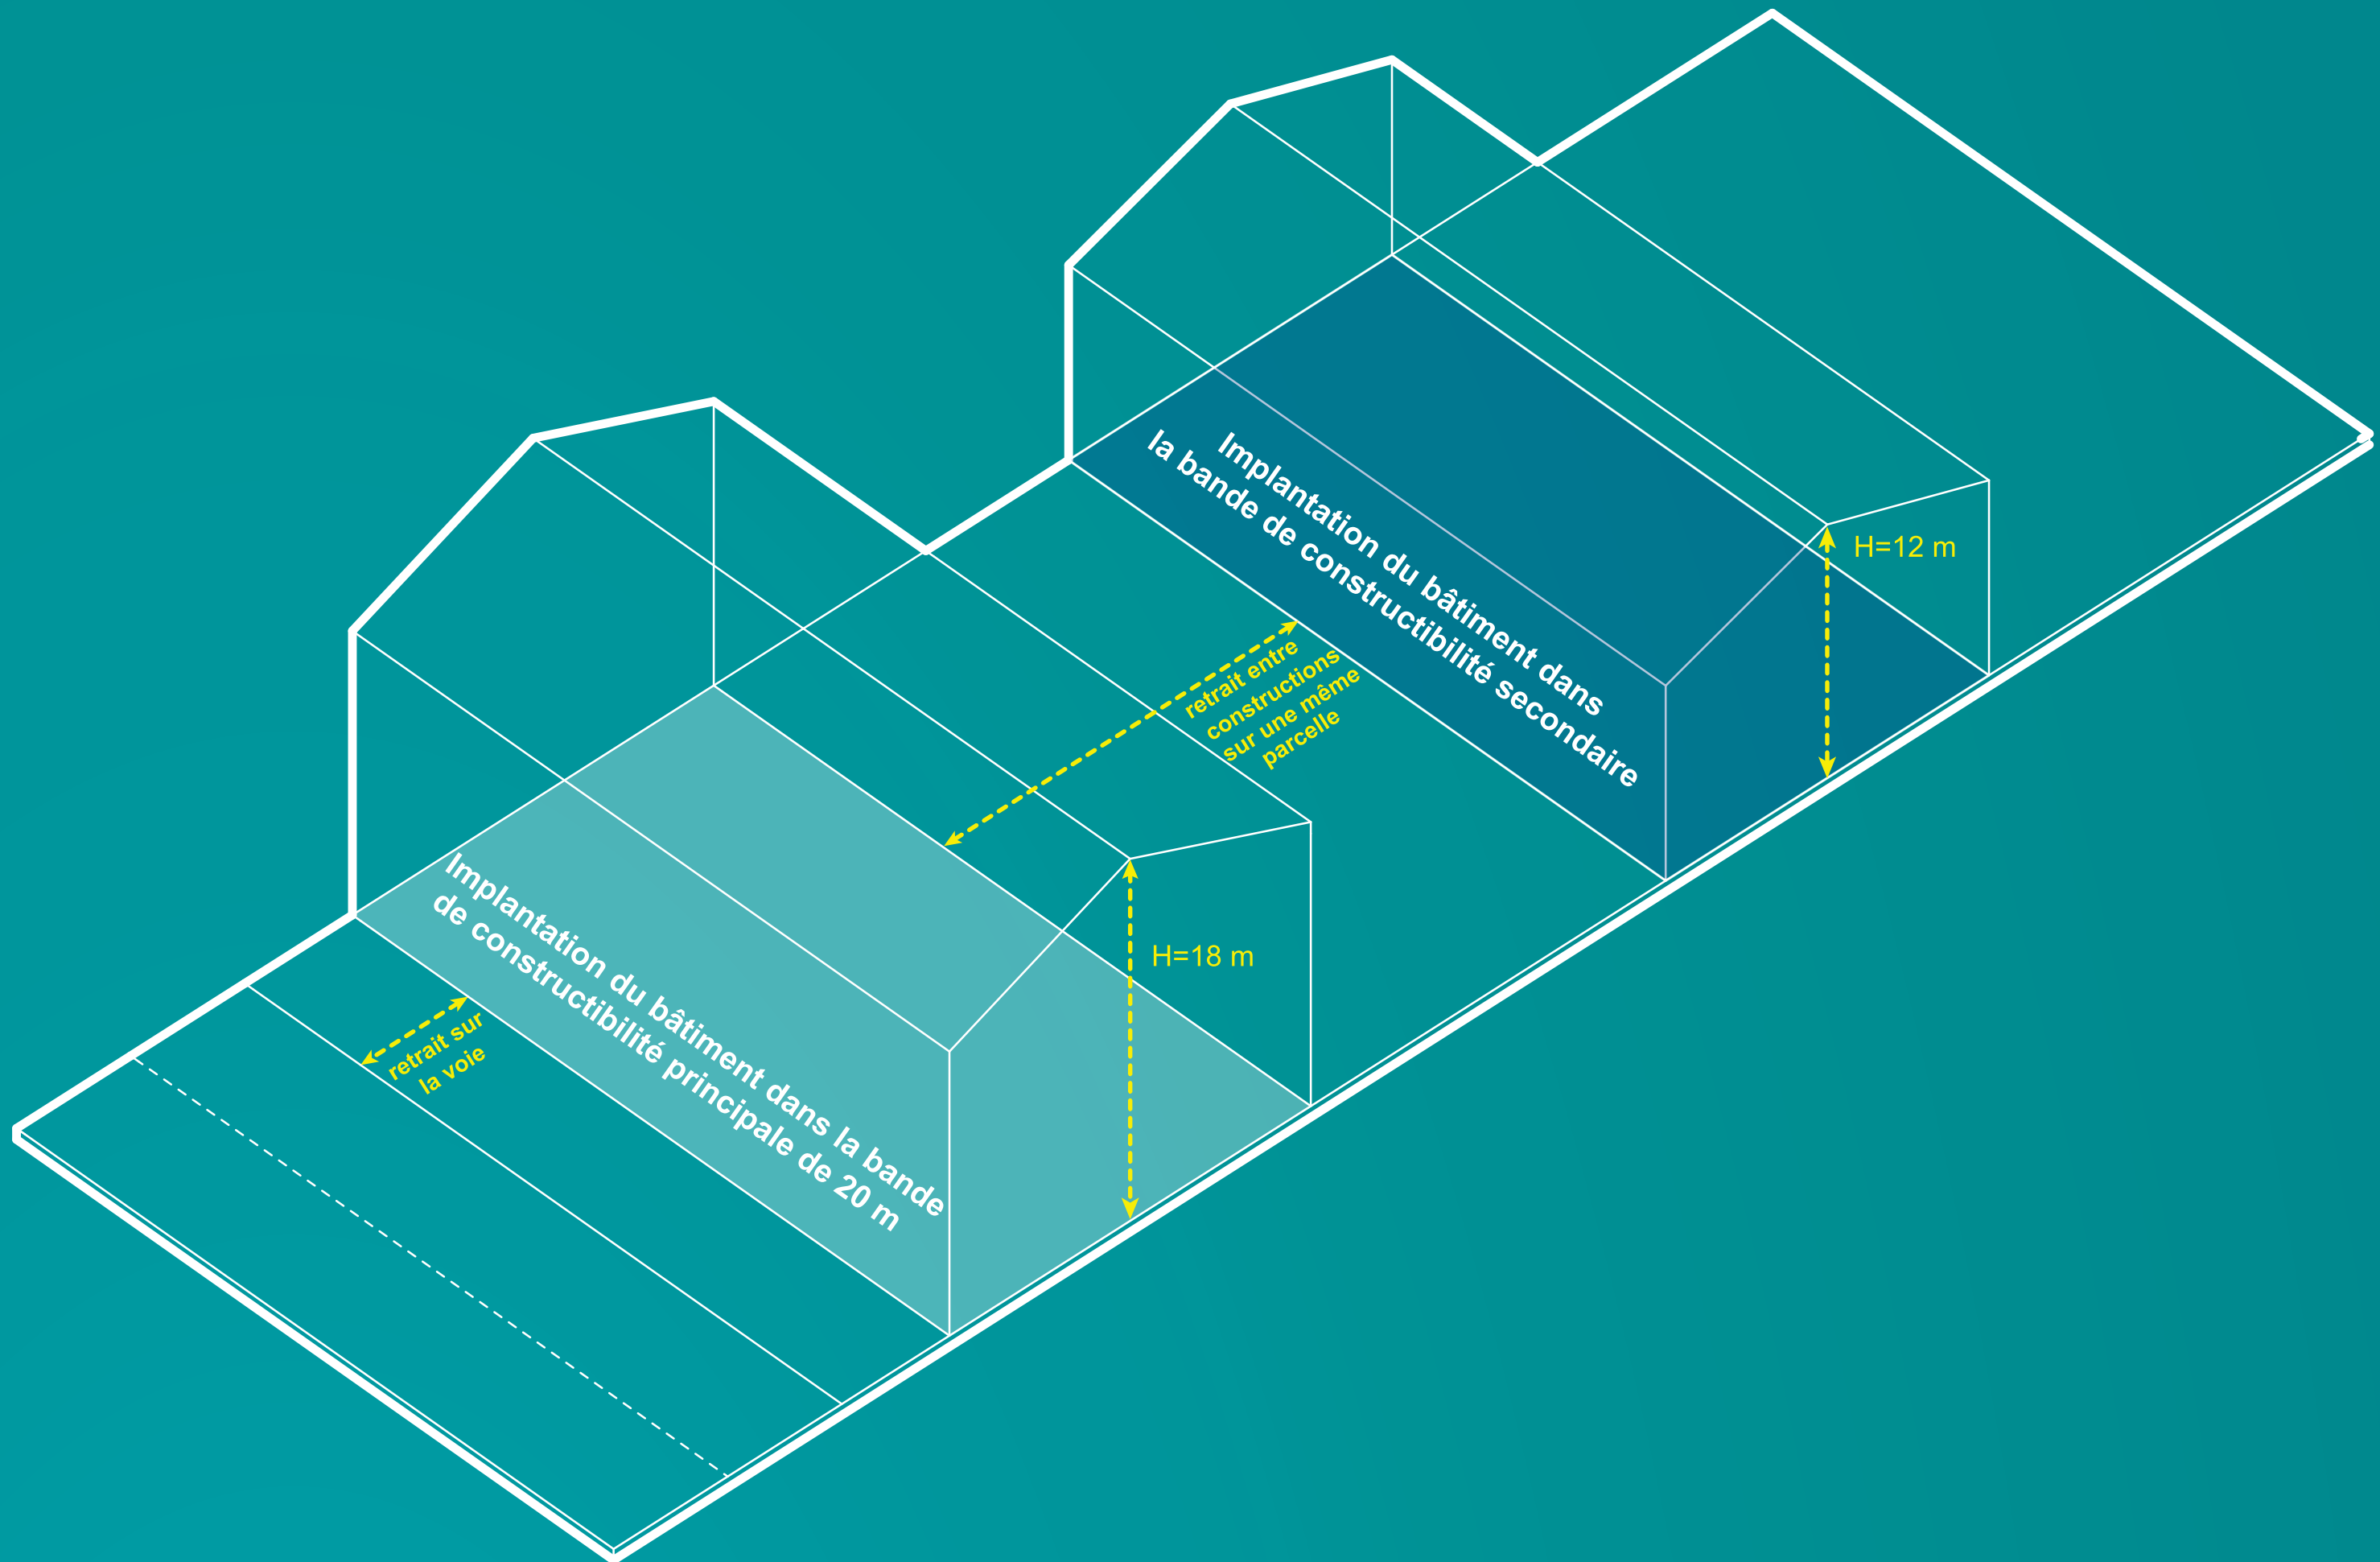 Implantation du bâtiment dans
la bande de constructibilité secondaire
H=12 m
retrait entre
constructions
sur une même
parcelle
Implantation du bâtiment dans la bande
de constructibilité principale de 20 m
H=18 m
retrait sur
la voie